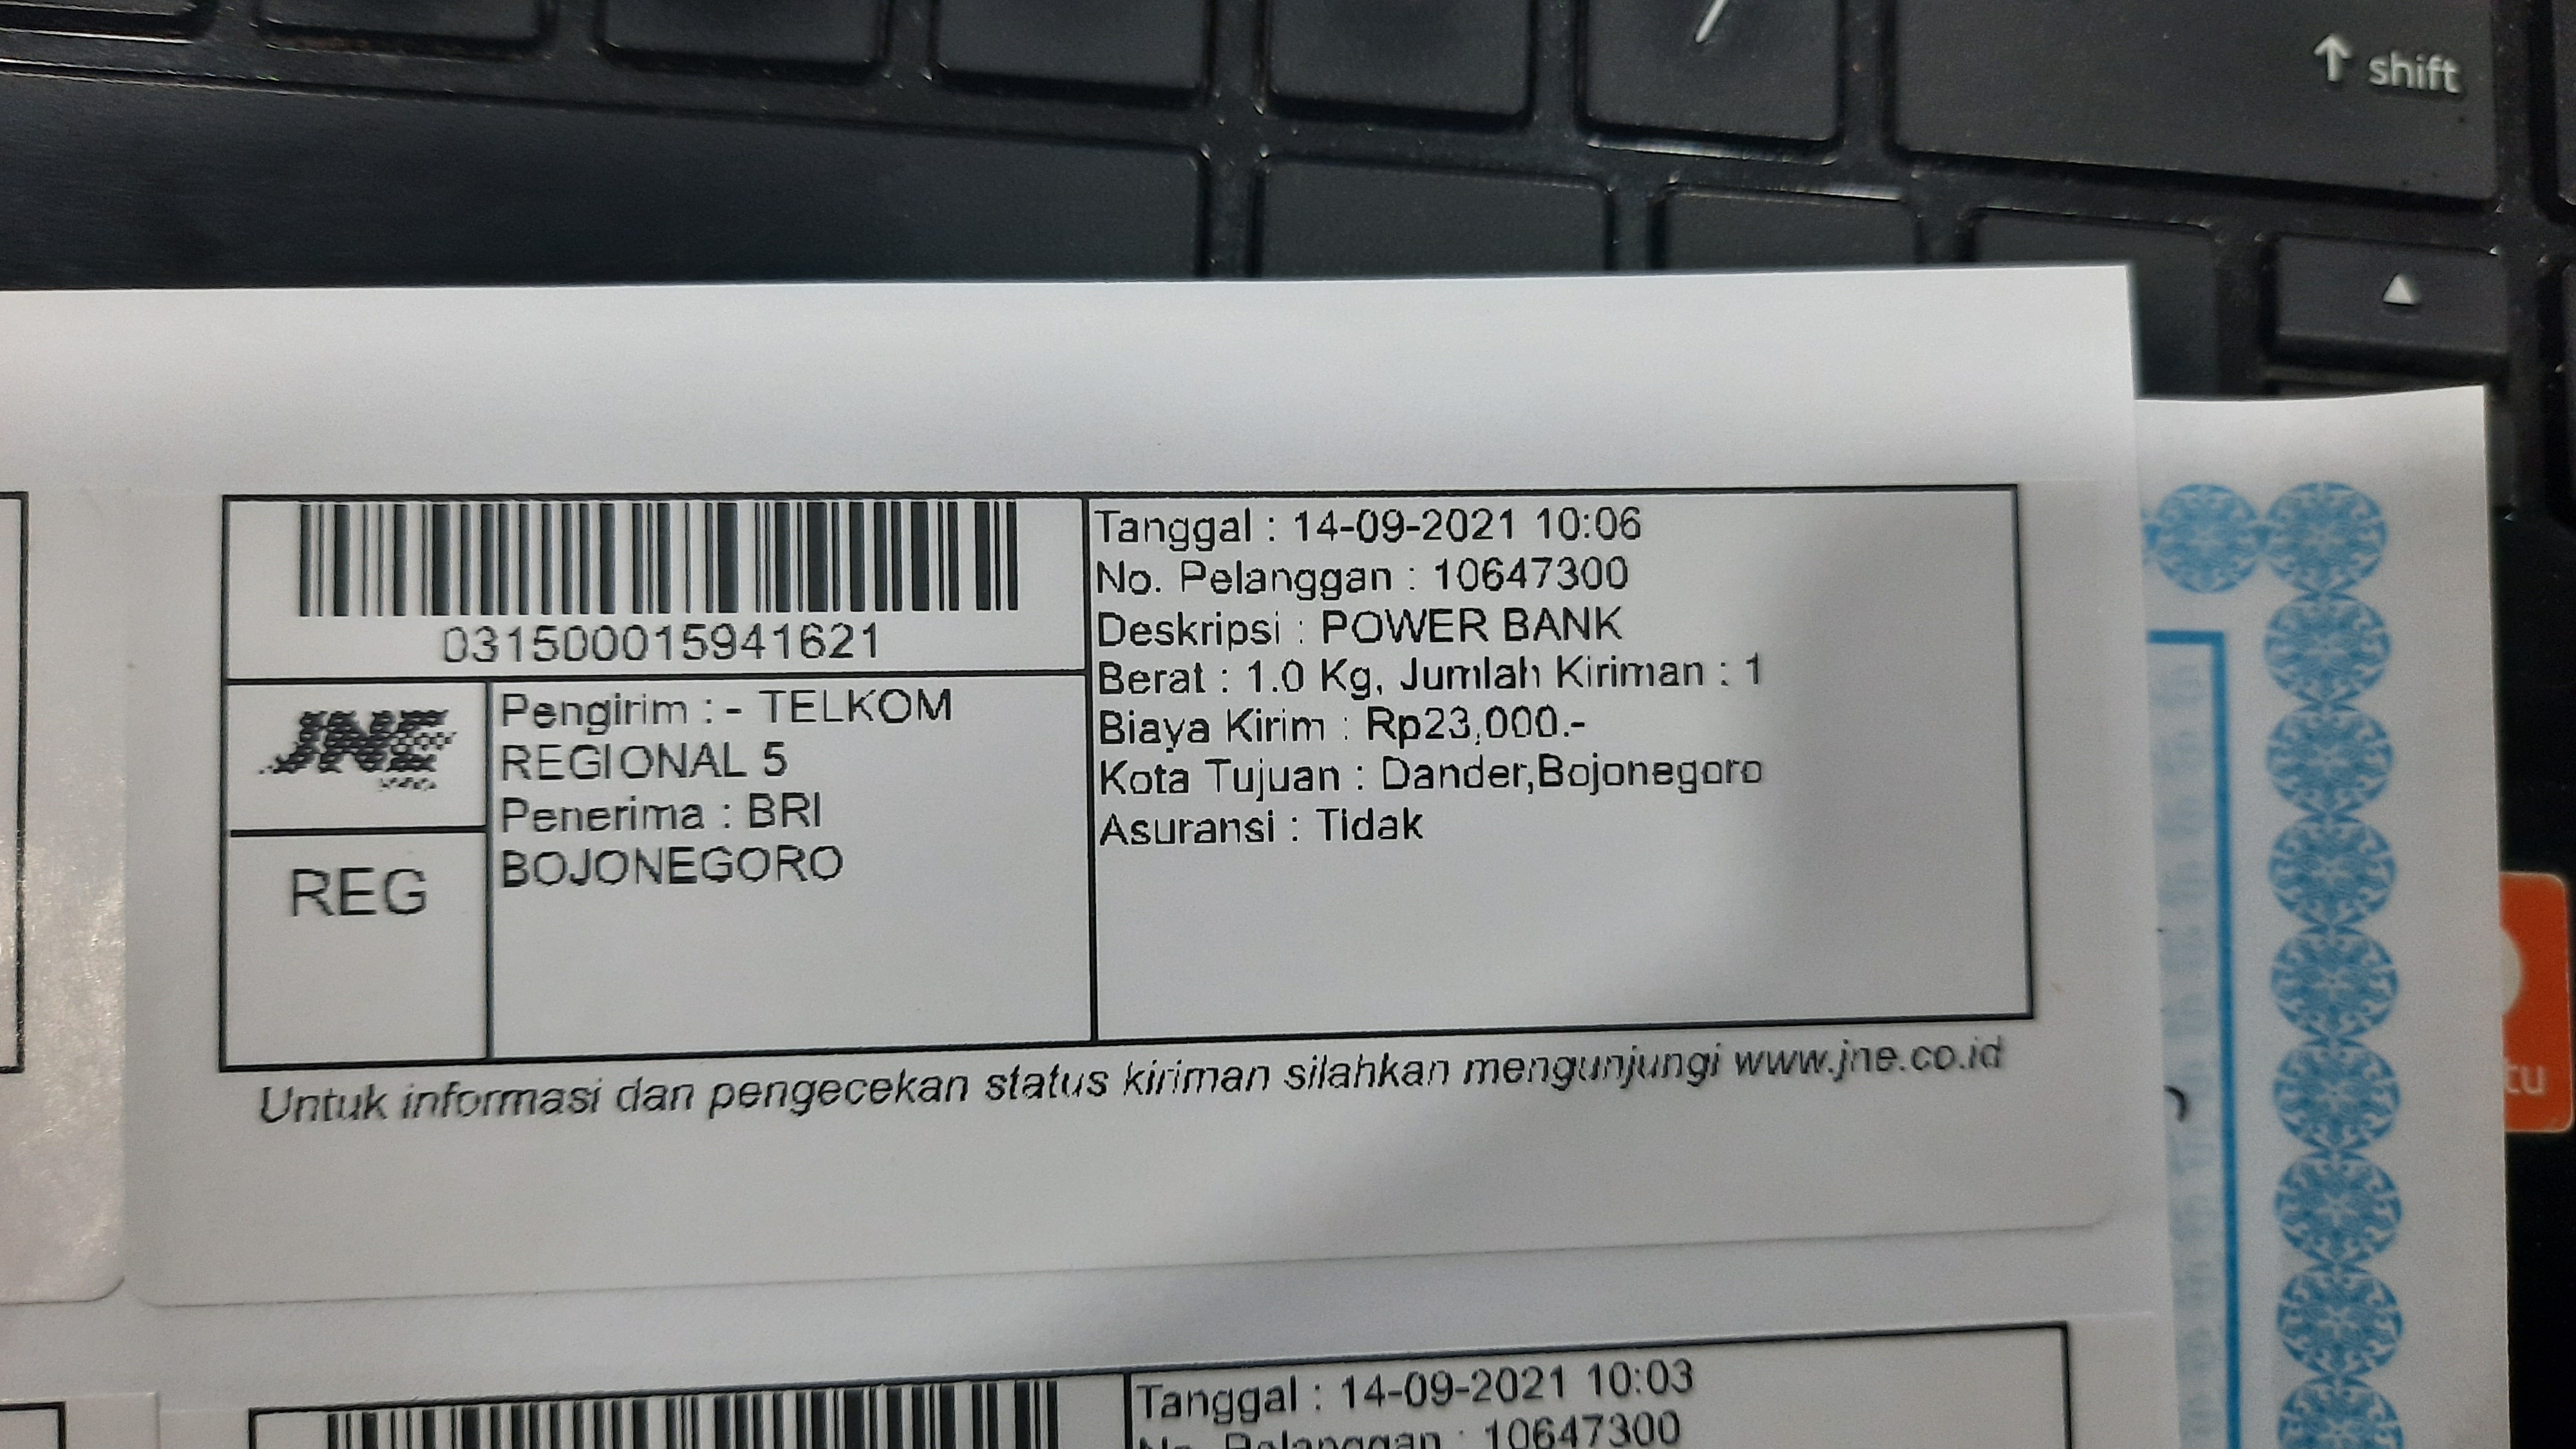 031500015941621
JNE
REG
Pengirim : - TELKOM
REGIONAL 5
Penerima : BRI
BOJONEGORO
Tanggal : 14-09-2021 10:06
No. Pelanggan : 10647300
Deskripsi : POWER BANK
Berat : 1.0 Kg, Jumlah Kiriman : 1
Biaya Kirim : Rp23,000.-
Kota Tujuan : Dander,Bojonegoro
Asuransi : Tidak
Untuk informasi dan pengecekan status kiriman silahkan mengunjungi www.jne.co.id
Tanggal : 14-09-2021 10:03
No. Pelanggan : 10647300
shift